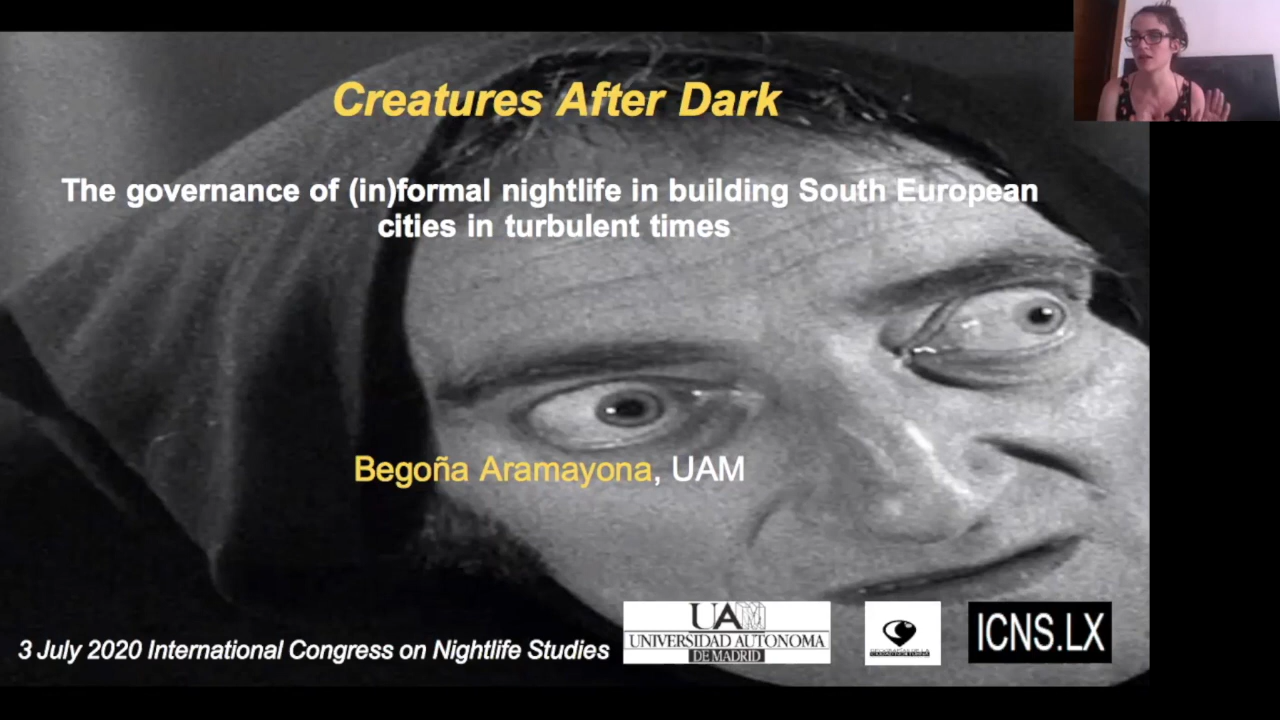 Creatures After Dark
The governance of (in)formal nightlife in building South European
cities in turbulent times
Begoña Aramayona, UAM
3 July 2020 International Congress on Nightlife Studies
UAM
UNIVERSIDAD AUTONOMA
DE MADRID
ICNS.LX